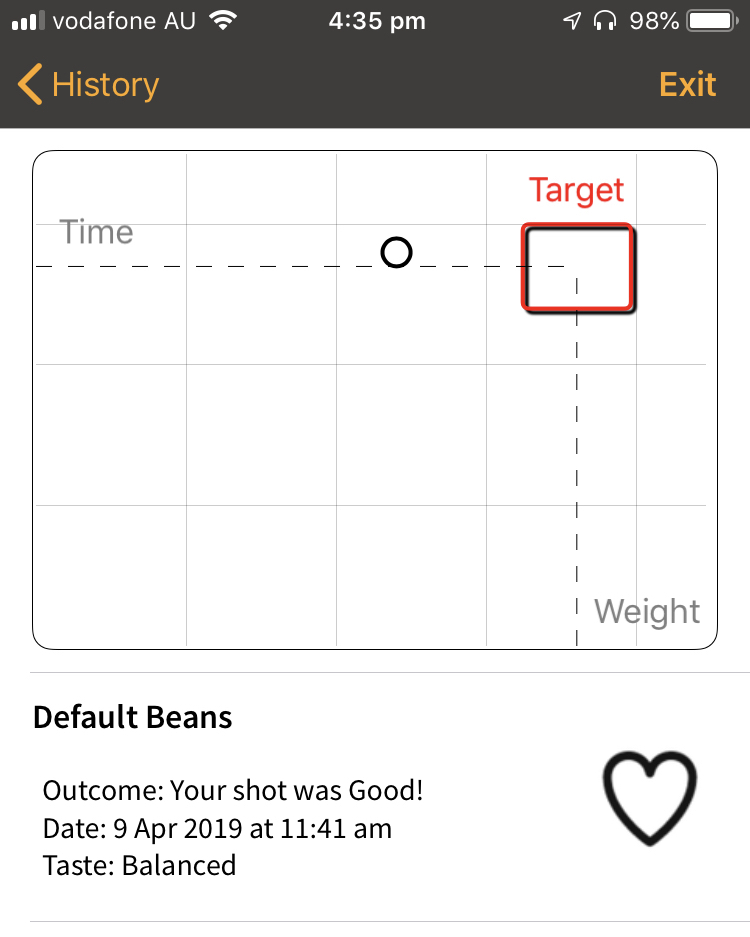 vodafone AU 4:35 pm 98%
History Exit
Target
Time
Weight
Default Beans
Outcome: Your shot was Good!
Date: 9 Apr 2019 at 11:41 am
Taste: Balanced